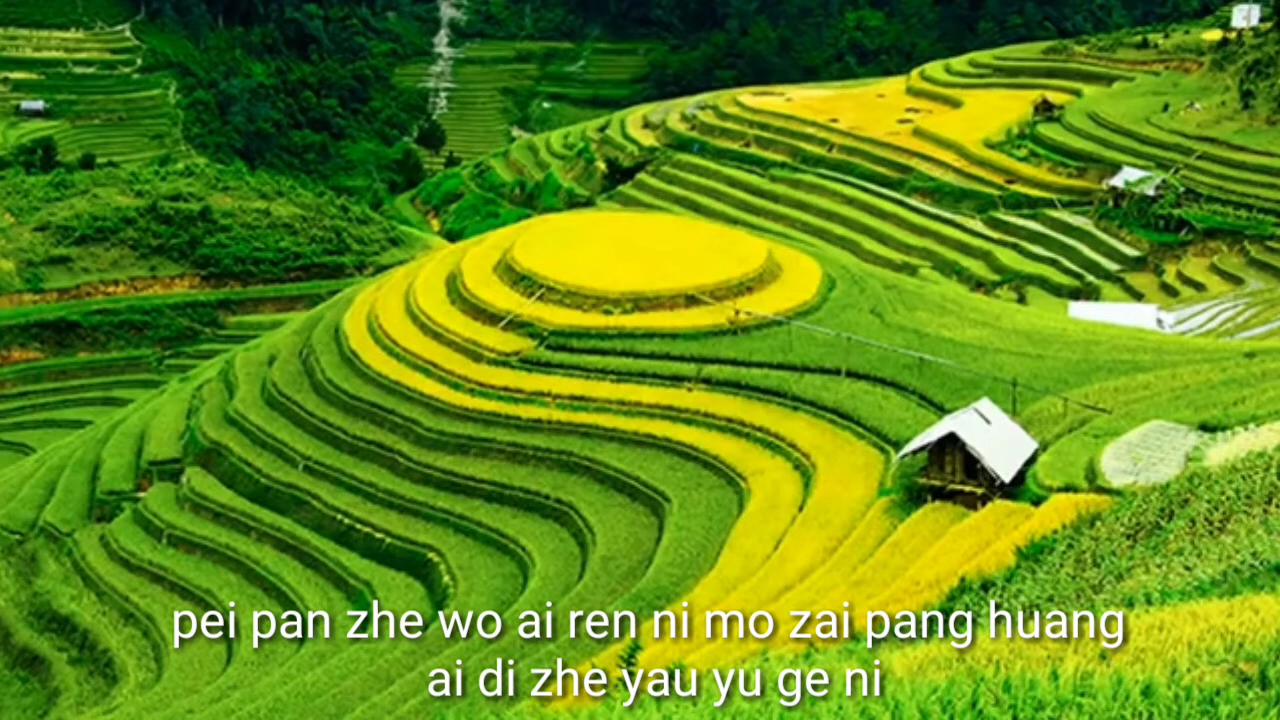 pei pan zhe wo ai ren ni mo zai pang huang
ai di zhe yau yu ge ni